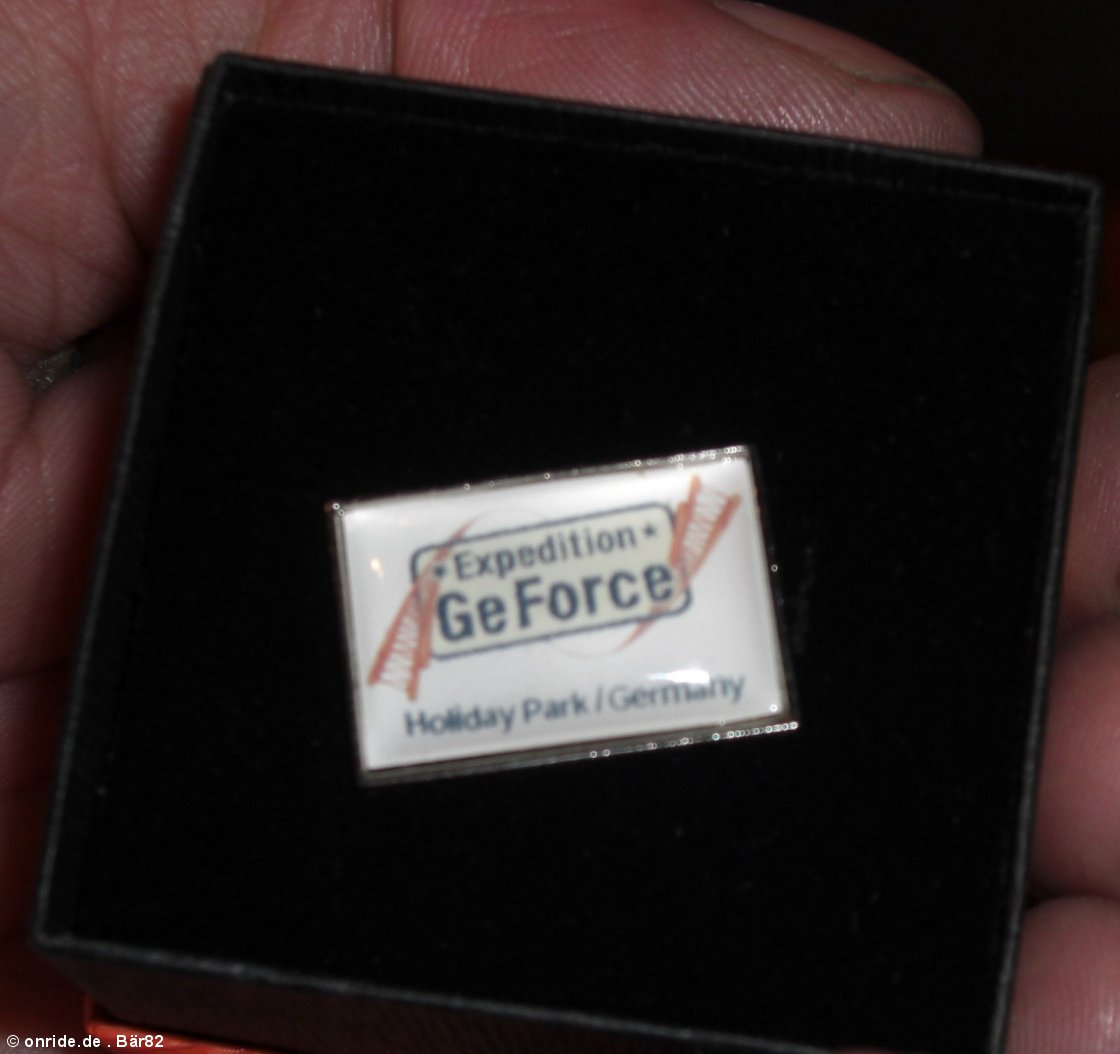 * Expedition *
GeForce
Holiday Park / Germany
© onride.de . Bär82